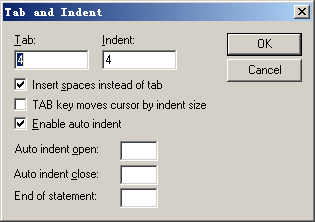 Tab and Indent
Tab: Indent: OK
4 4
Cancel
Insert spaces instead of tab
TAB key moves cursor by indent size
Enable auto indent
Auto indent open:
Auto indent close:
End of statement: